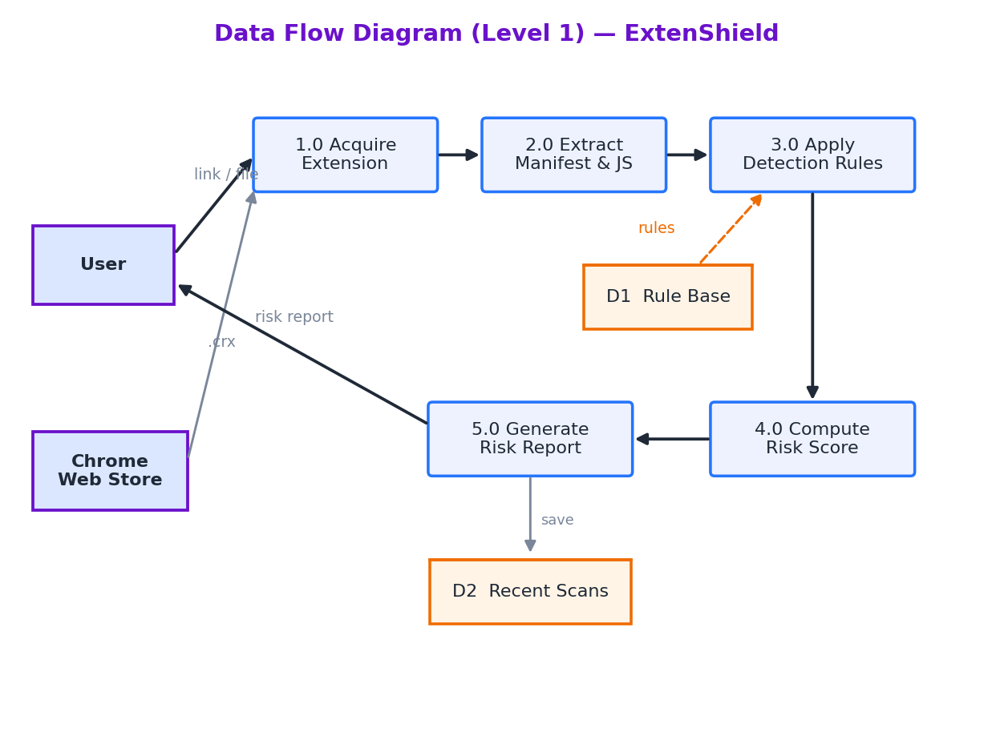 Data Flow Diagram (Level 1) — ExtenShield
1.0 Acquire
Extension
2.0 Extract
Manifest & JS
3.0 Apply
Detection Rules
link / file
rules
User
D1  Rule Base
risk report
.crx
5.0 Generate
Risk Report
4.0 Compute
Risk Score
Chrome
Web Store
save
D2  Recent Scans